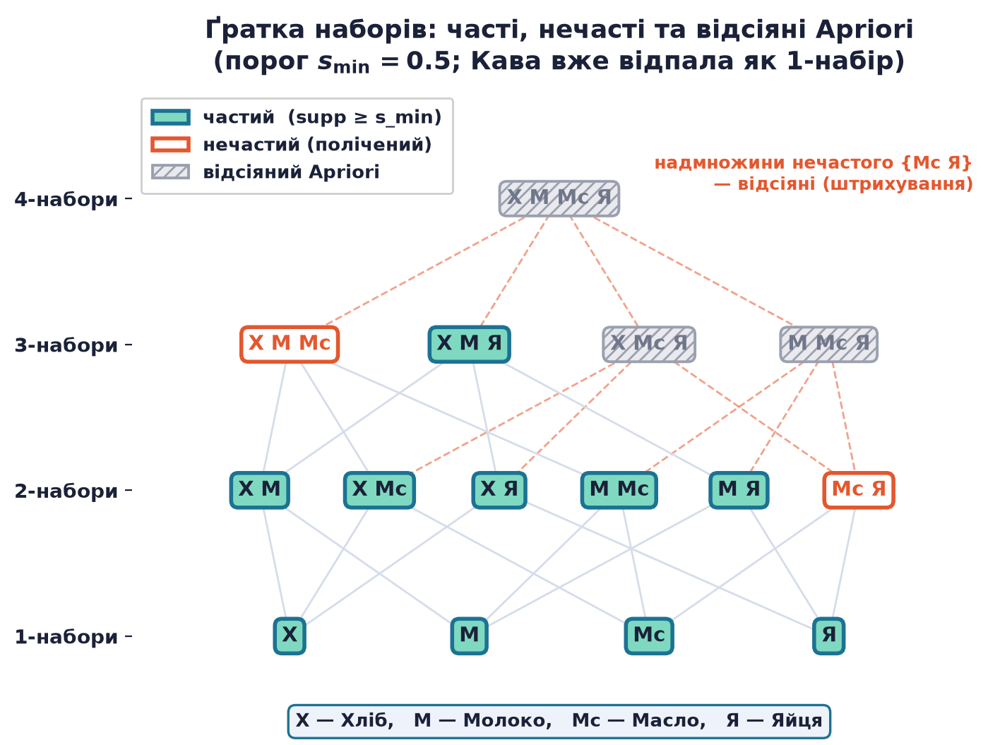 Ґратка наборів: часті, нечасті та відсіяні Apriori
(порог s_min = 0.5; Кава вже відпала як 1-набір)
частий (supp ≥ s_min)
нечастий (полічений)
відсіяний Apriori
надмножини нечастого {Мс Я}
— відсіяні (штрихування)
4-набори
Х М Мс Я
3-набори
Х М Мс
Х М Я
Х Мс Я
М Мс Я
2-набори
Х М
Х Мс
Х Я
М Мс
М Я
Мс Я
1-набори
Х
М
Мс
Я
Х — Хліб, М — Молоко, Мс — Масло, Я — Яйця